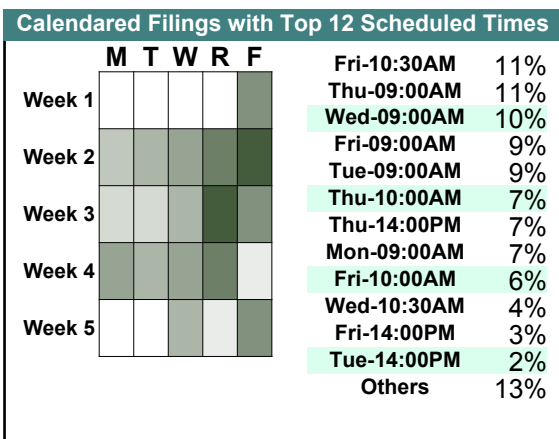 Calendared Filings with Top 12 Scheduled Times
M T W R F
Week 1
Week 2
Week 3
Week 4
Week 5
Fri-10:30AM 11%
Thu-09:00AM 11%
Wed-09:00AM 10%
Fri-09:00AM 9%
Tue-09:00AM 9%
Thu-10:00AM 7%
Thu-14:00PM 7%
Mon-09:00AM 7%
Fri-10:00AM 6%
Wed-10:30AM 4%
Fri-14:00PM 3%
Tue-14:00PM 2%
Others 13%